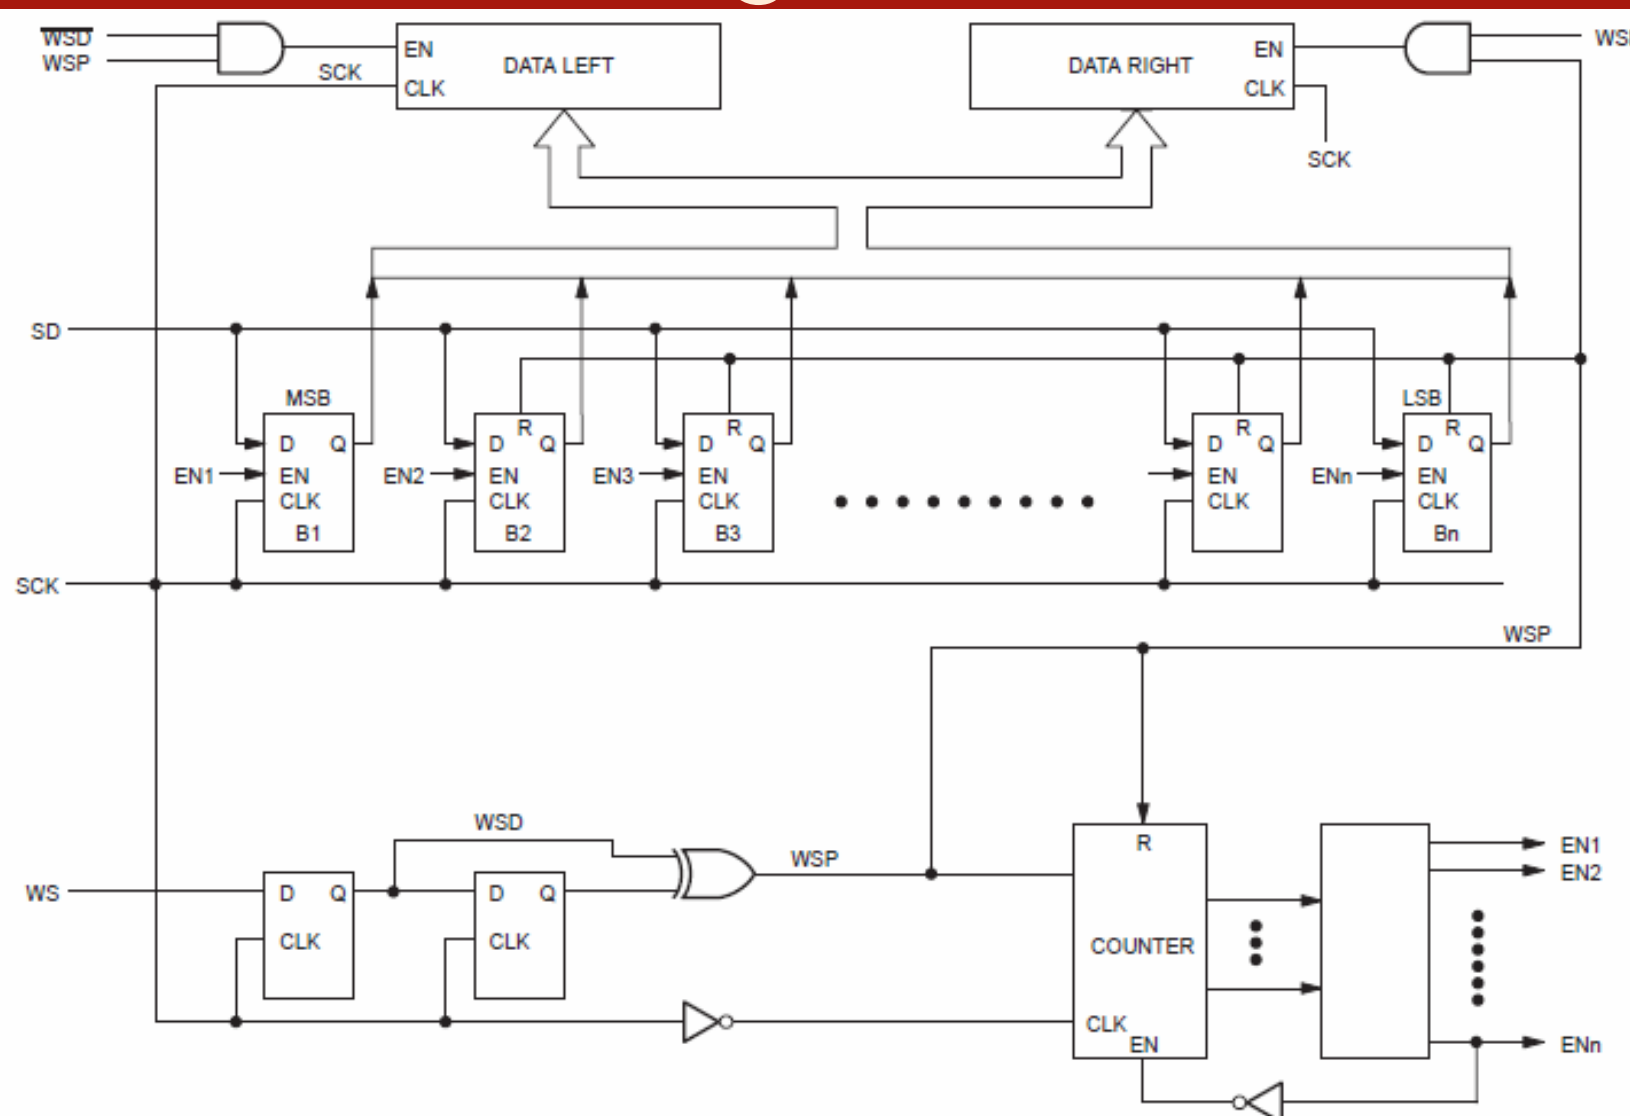 WSD
WSP
SCK
EN
CLK
DATA LEFT
DATA RIGHT
EN
CLK
SCK
SD
MSB
LSB
D Q
EN1 EN
CLK
B1
R
D Q
EN2 EN
CLK
B2
R
D Q
EN3 EN
CLK
B3
R
D Q
EN
CLK
R
D Q
ENn EN
CLK
Bn
SCK
WSP
WSD
WS
D Q
CLK
D Q
CLK
WSP
R
COUNTER
CLK
EN
EN1
EN2
ENn